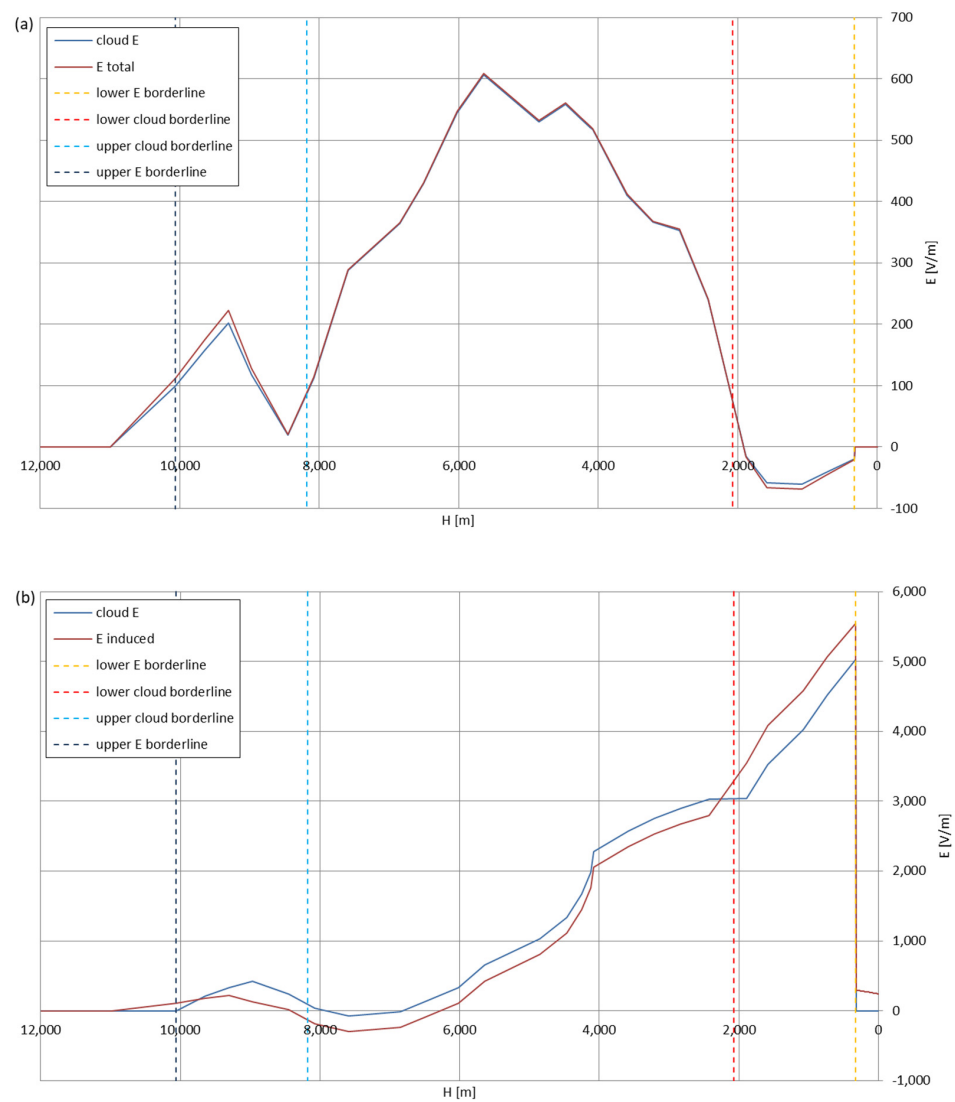 (a)
cloud E
E total
lower E borderline
lower cloud borderline
upper cloud borderline
upper E borderline
700
600
500
400
300
200
100
0
-100
E [V/m]
12,000 10,000 8,000 6,000 4,000 2,000 0
H [m]
(b)
cloud E
E induced
lower E borderline
lower cloud borderline
upper cloud borderline
upper E borderline
6,000
5,000
4,000
3,000
2,000
1,000
0
-1,000
E [V/m]
12,000 10,000 8,000 6,000 4,000 2,000 0
H [m]